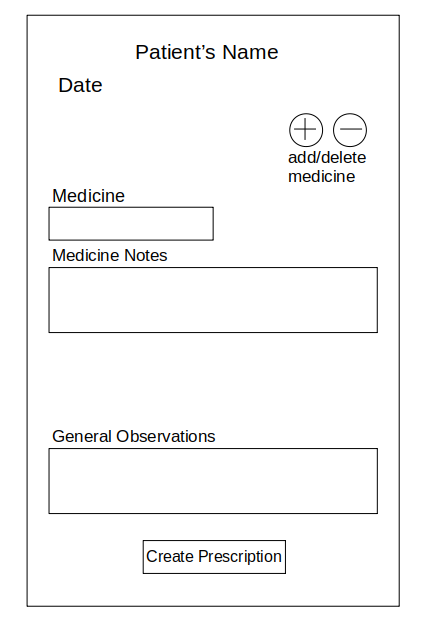 Patient’s Name
Date
add/delete
medicine
Medicine
Medicine Notes
General Observations
Create Prescription